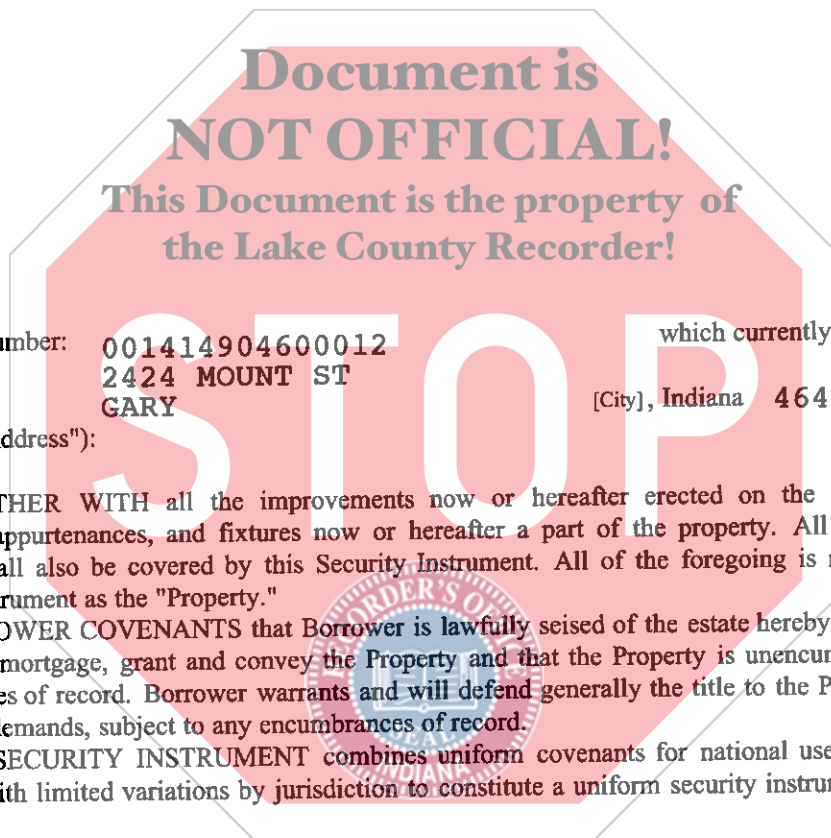 Document is
NOT OFFICIAL!
This Document is the property of
the Lake County Recorder!
STOP
umber: 001414904600012 which currently
2424 MOUNT ST
GARY [City], Indiana 464
ddress"):
THER WITH all the improvements now or hereafter erected on the
appurtenances, and fixtures now or hereafter a part of the property. All
all also be covered by this Security Instrument. All of the foregoing is
rument as the "Property."
OWER COVENANTS that Borrower is lawfully seised of the estate hereby
mortgage, grant and convey the Property and that the Property is unencu
es of record. Borrower warrants and will defend generally the title to the P
lemands, subject to any encumbrances of record.
SECURITY INSTRUMENT combines uniform covenants for national use
ith limited variations by jurisdiction to constitute a uniform security instru
SEAL
INDIANA